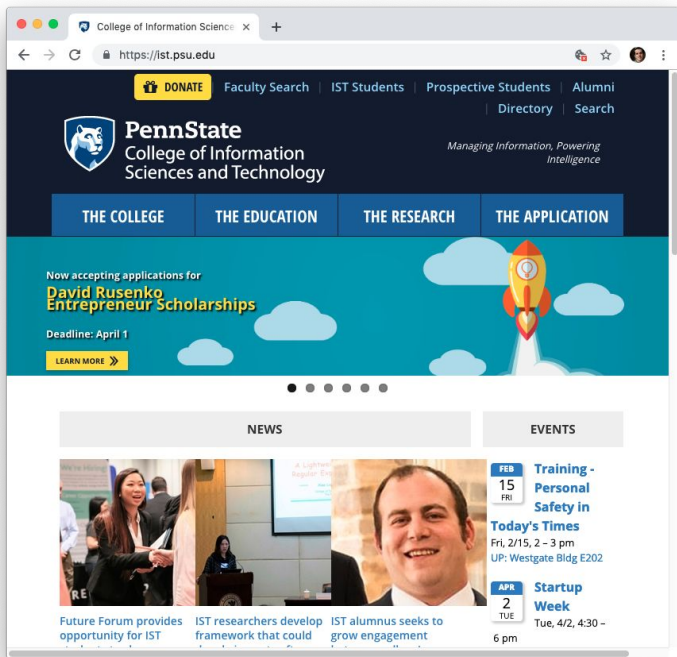 College of Information Science
https://ist.psu.edu
DONATE
Faculty Search
IST Students
Prospective Students
Alumni
Directory
Search
PennState
College of Information
Sciences and Technology
Managing Information, Powering
Intelligence
THE COLLEGE
THE EDUCATION
THE RESEARCH
THE APPLICATION
Now accepting applications for
David Rusenko
Entrepreneur Scholarships
Deadline: April 1
LEARN MORE
NEWS
EVENTS
Future Forum provides
opportunity for IST
IST researchers develop
framework that could
IST alumnus seeks to
grow engagement
FEB
15
FRI
Training -
Personal
Safety in
Today's Times
Fri, 2/15, 2 – 3 pm
UP: Westgate Bldg E202
APR
2
TUE
Startup
Week
Tue, 4/2, 4:30 –
6 pm